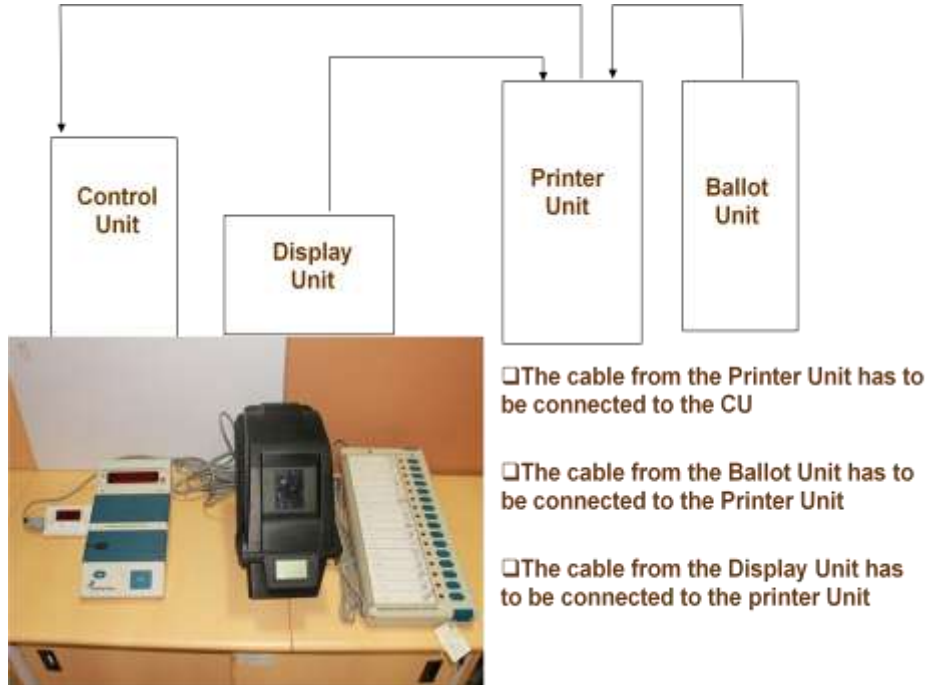 Control
Unit
Display
Unit
Printer
Unit
Ballot
Unit
❑The cable from the Printer Unit has to
be connected to the CU
❑The cable from the Ballot Unit has to
be connected to the Printer Unit
❑The cable from the Display Unit has
to be connected to the printer Unit